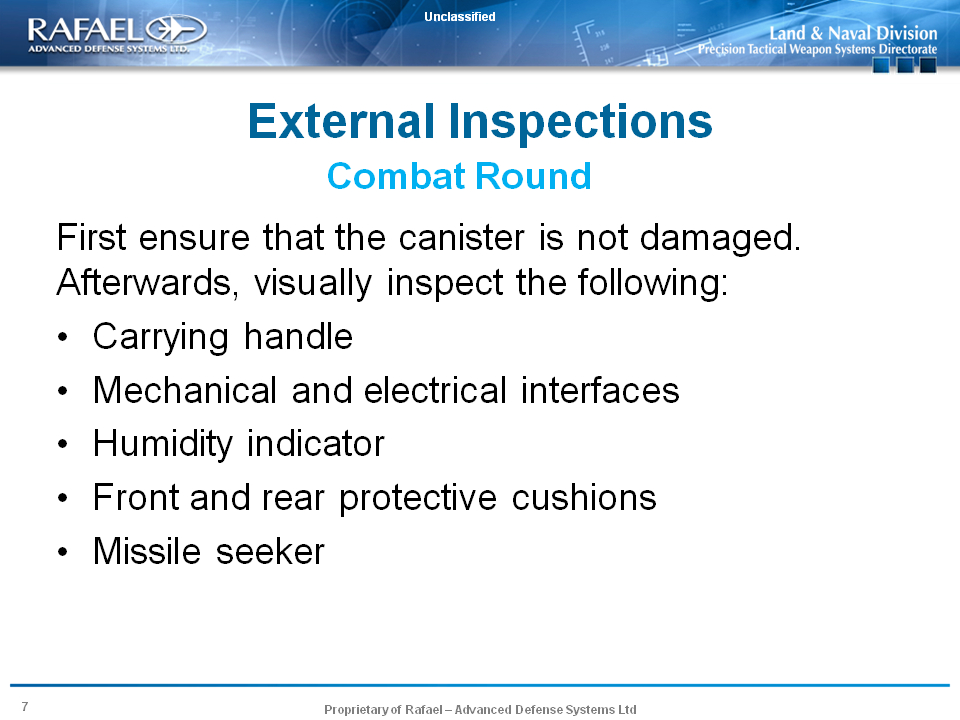 Unclassified
RAFAEL
ADVANCED DEFENSE SYSTEMS LTD.
Land & Naval Division
Precision Tactical Weapon Systems Directorate
External Inspections
Combat Round
First ensure that the canister is not damaged.
Afterwards, visually inspect the following:
• Carrying handle
• Mechanical and electrical interfaces
• Humidity indicator
• Front and rear protective cushions
• Missile seeker
7
Proprietary of Rafael – Advanced Defense Systems Ltd